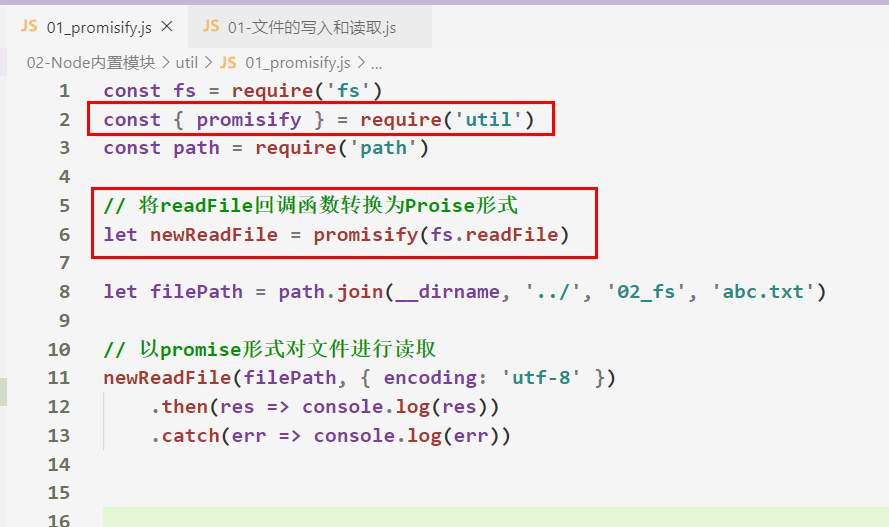 JS 01_promisify.js × JS 01-文件的写入和读取.js
02-Node内置模块 > util > JS 01_promisify.js > ...
1 const fs = require('fs')
2 const { promisify } = require('util')
3 const path = require('path')
4
5 // 将readFile回调函数转换为Proise形式
6 let newReadFile = promisify(fs.readFile)
7
8 let filePath = path.join(__dirname, '../', '02_fs', 'abc.txt')
9
10 // 以promise形式对文件进行读取
11 newReadFile(filePath, { encoding: 'utf-8' })
12 .then(res => console.log(res))
13 .catch(err => console.log(err))
14
15
16